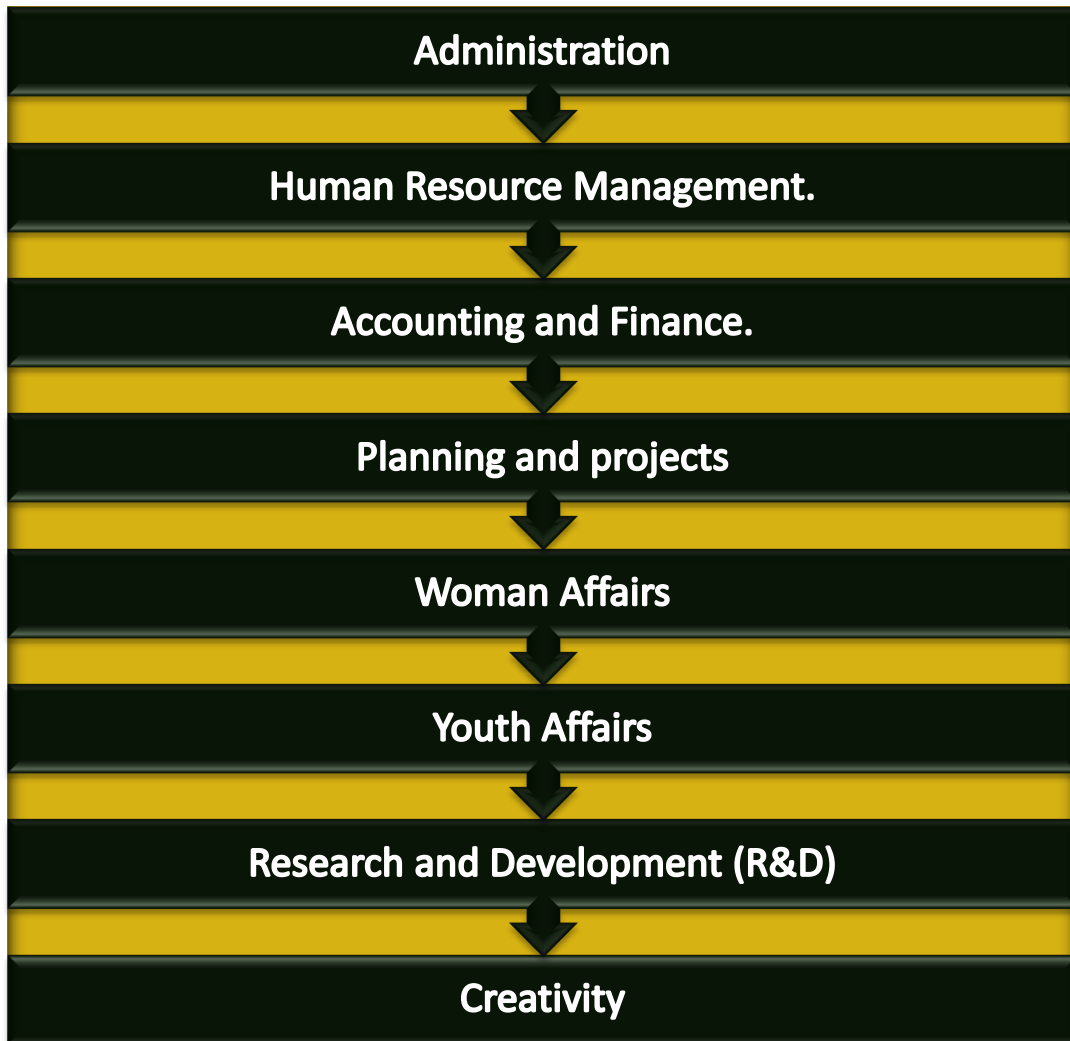 Administration
Human Resource Management.
Accounting and Finance.
Planning and projects
Woman Affairs
Youth Affairs
Research and Development (R&D)
Creativity